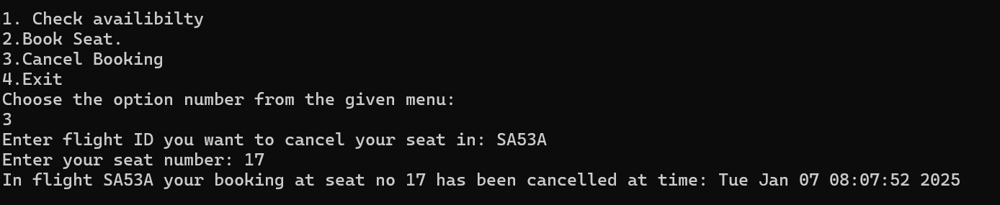 1. Check availibilty
2.Book Seat.
3.Cancel Booking
4.Exit
Choose the option number from the given menu:
3
Enter flight ID you want to cancel your seat in: SA53A
Enter your seat number: 17
In flight SA53A your booking at seat no 17 has been cancelled at time: Tue Jan 07 08:07:52 2025